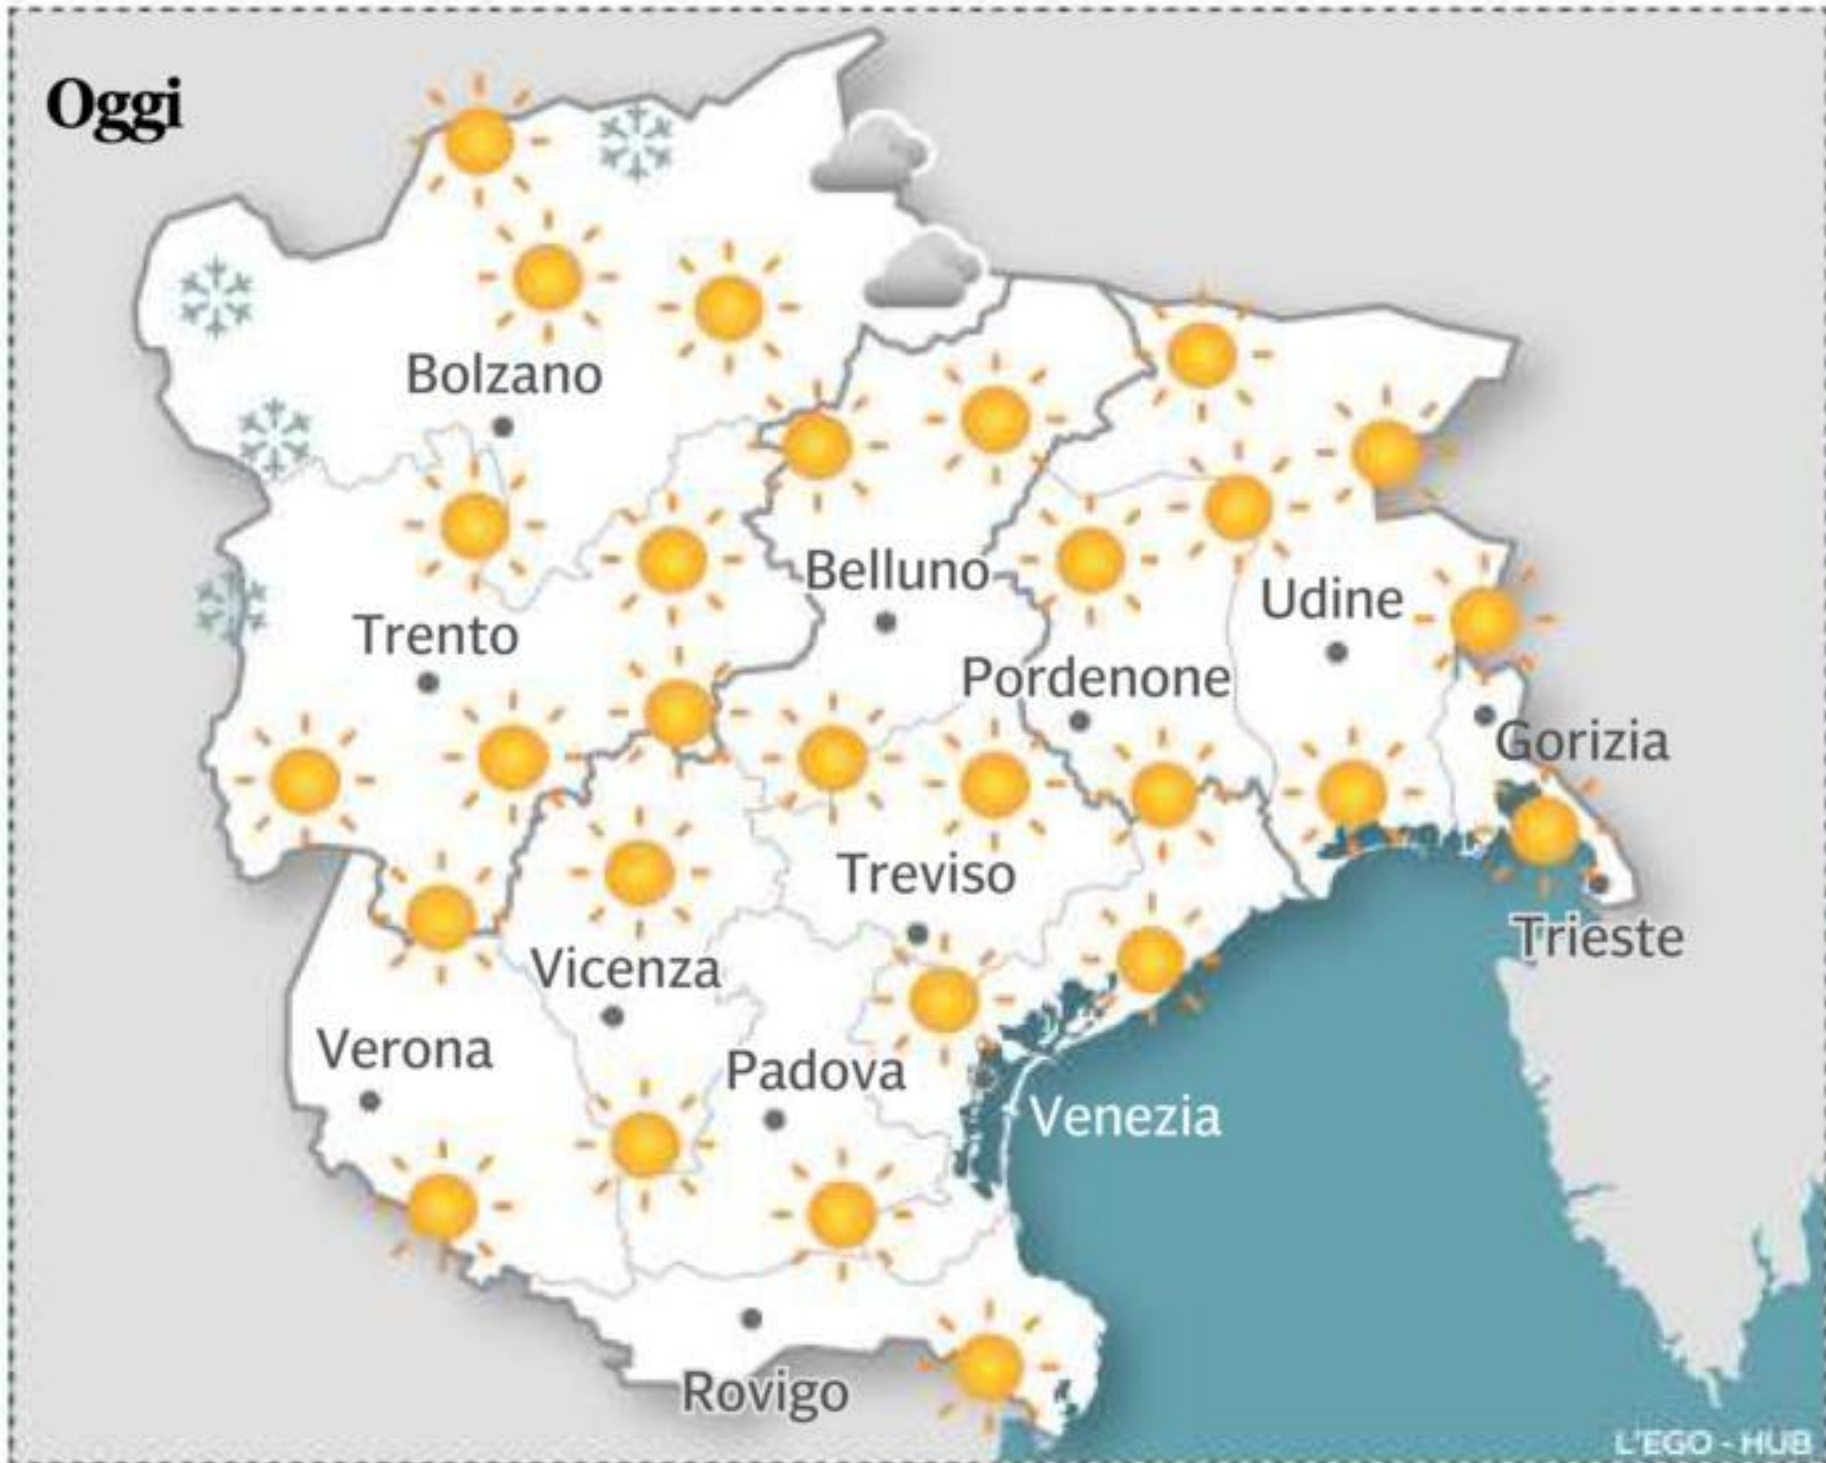 Oggi
Bolzano
Belluno
Udine
Trento
Pordenone
Gorizia
Treviso
Trieste
Vicenza
Verona
Padova
Venezia
Rovigo
L'EGO - HUB